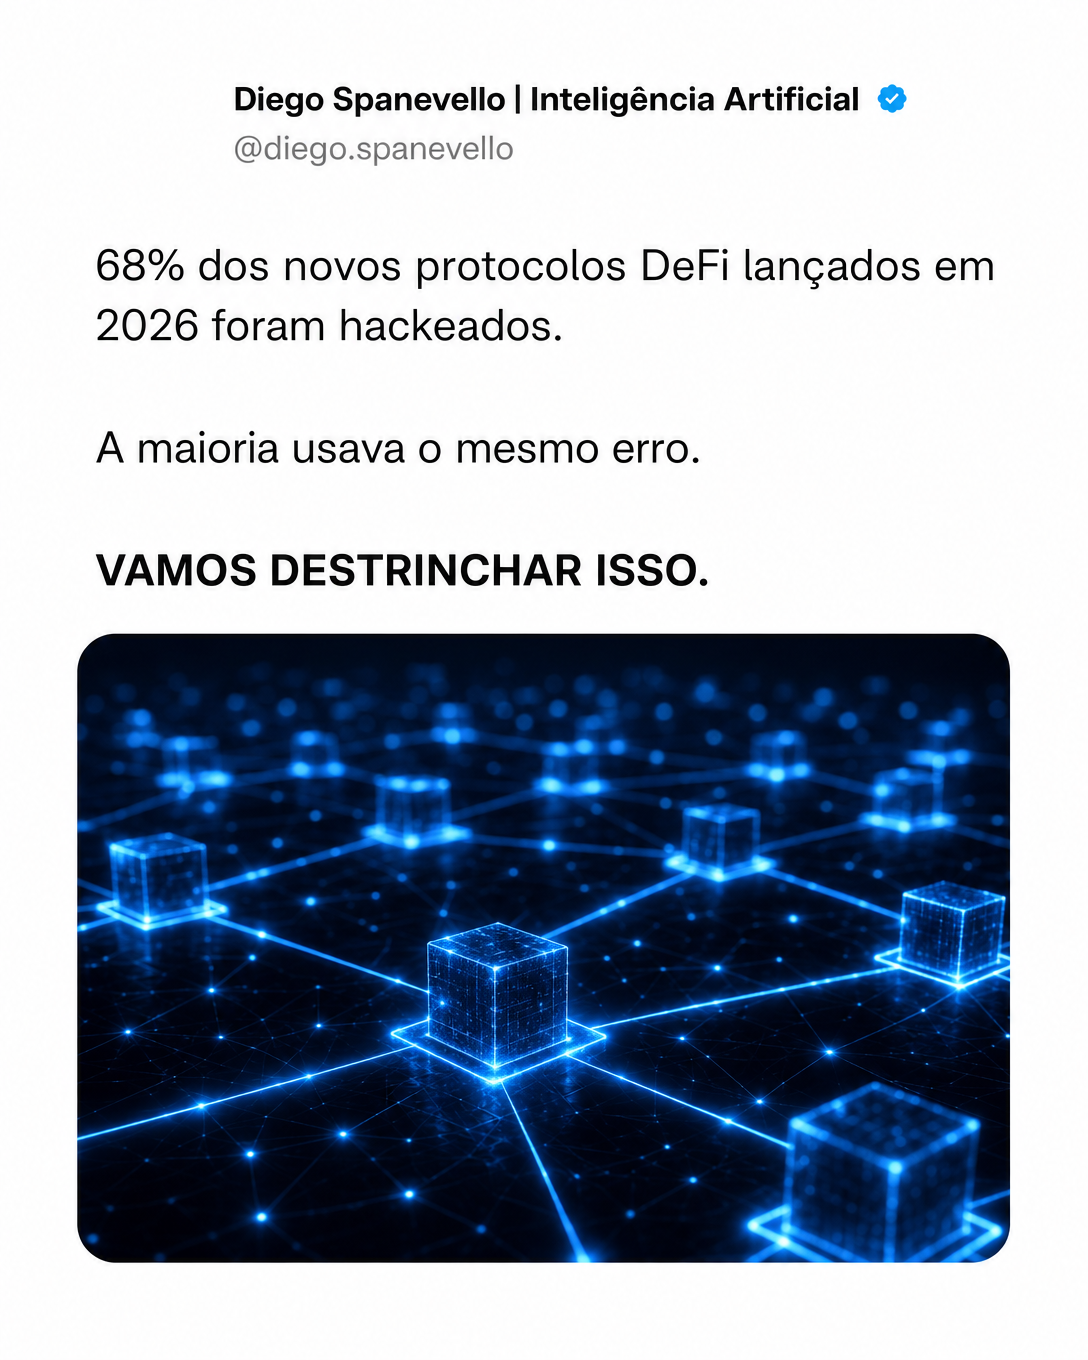 Diego Spanevello | Inteligência Artificial
@diego.spanevello
68% dos novos protocolos DeFi lançados em
2026 foram hackeados.
A maioria usava o mesmo erro.
VAMOS DESTRINCHAR ISSO.